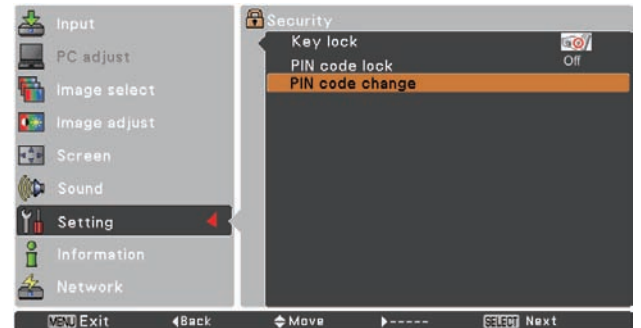 Input
PC adjust
Image select
Image adjust
Screen
Sound
Setting
Information
Network
Security
Key lock
PIN code lock Off
PIN code change
MENU Exit ◀Back Move ▶----- SELECT Next